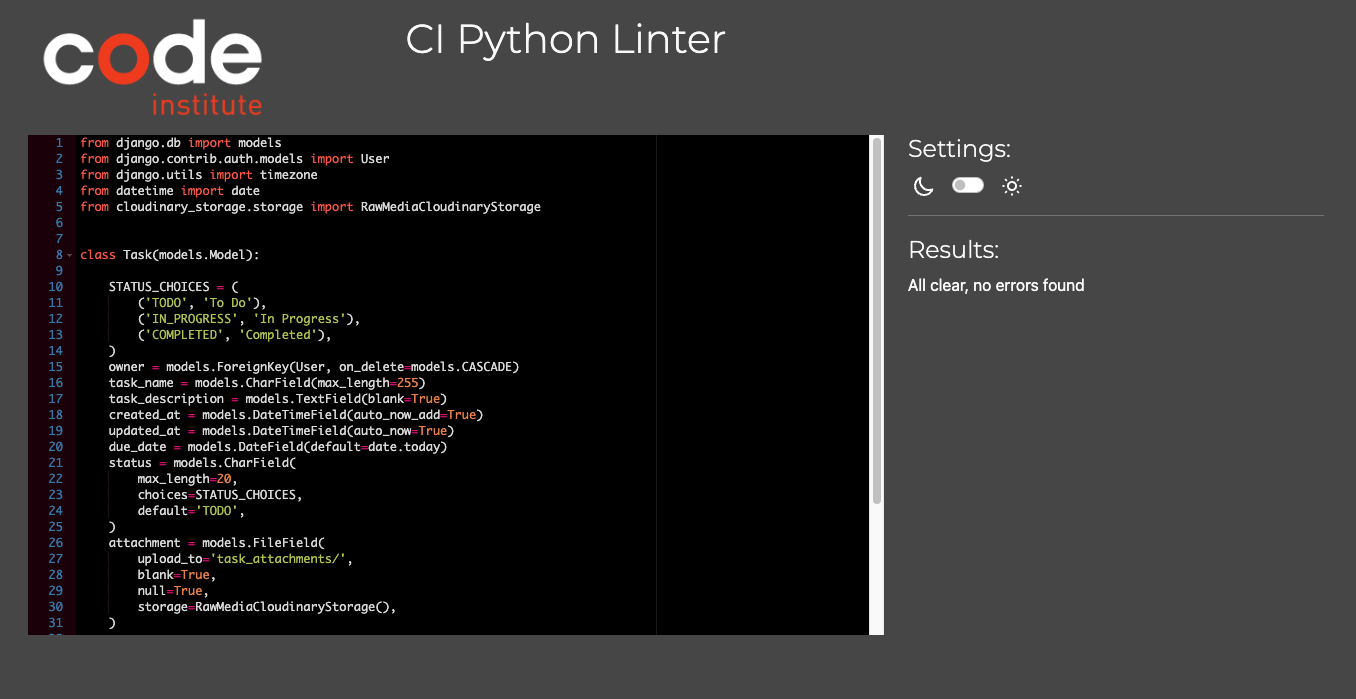 code
institute
CI Python Linter
1 from django.db import models
2 from django.contrib.auth.models import User
3 from django.utils import timezone
4 from datetime import date
5 from cloudinary_storage.storage import RawMediaCloudinaryStorage
6
7
8 class Task(models.Model):
9
10     STATUS_CHOICES = (
11         ('TODO', 'To Do'),
12         ('IN_PROGRESS', 'In Progress'),
13         ('COMPLETED', 'Completed'),
14     )
15     owner = models.ForeignKey(User, on_delete=models.CASCADE)
16     task_name = models.CharField(max_length=255)
17     task_description = models.TextField(blank=True)
18     created_at = models.DateTimeField(auto_now_add=True)
19     updated_at = models.DateTimeField(auto_now=True)
20     due_date = models.DateField(default=date.today)
21     status = models.CharField(
22         max_length=20,
23         choices=STATUS_CHOICES,
24         default='TODO',
25     )
26     attachment = models.FileField(
27         upload_to='task_attachments/',
28         blank=True,
29         null=True,
30         storage=RawMediaCloudinaryStorage(),
31     )
Settings:
Results:
All clear, no errors found